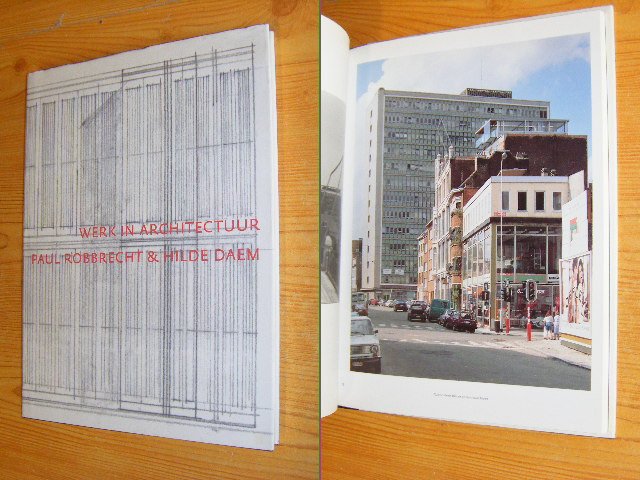 WERK IN ARCHITECTUUR
PAUL ROBBRECHT & HILDE DAEM